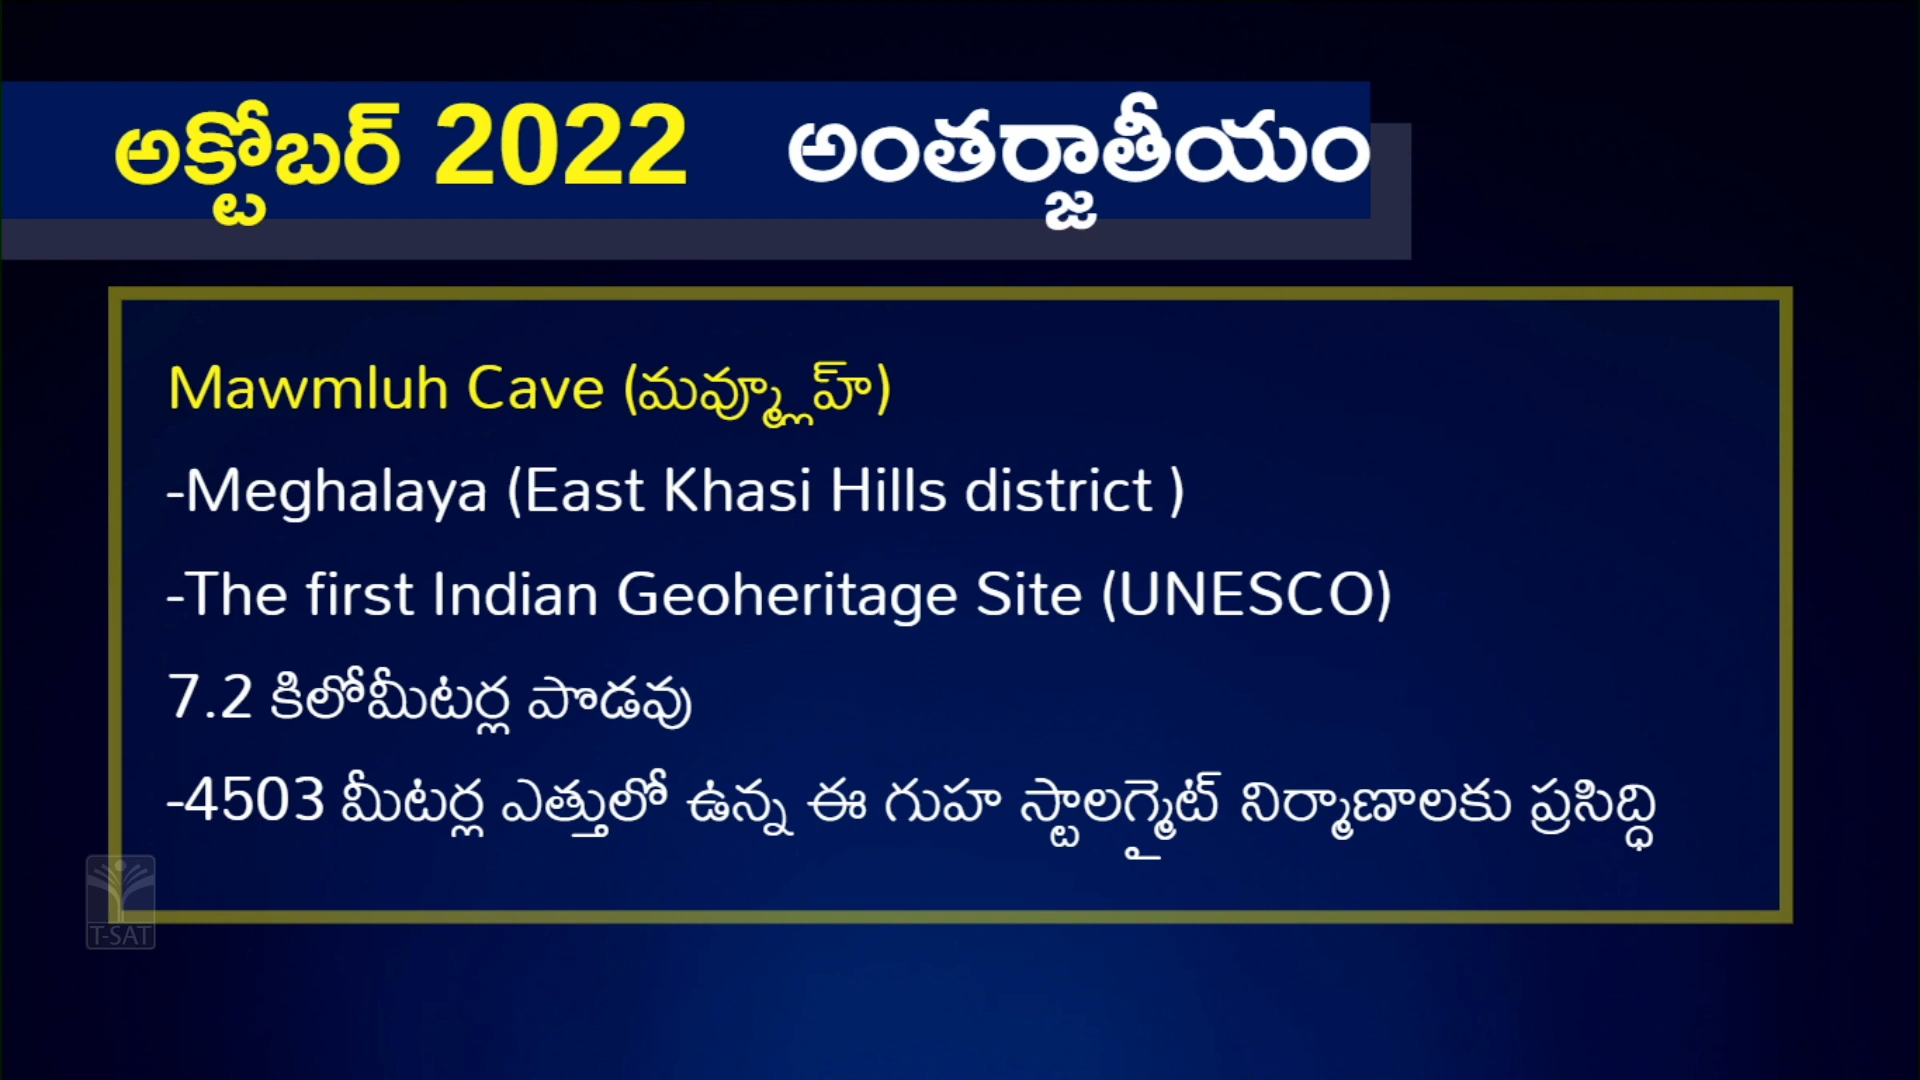 అక్టోబర్ 2022 అంతర్జాతీయం
Mawmluh Cave (మవ్మ్లూహ్)
-Meghalaya (East Khasi Hills district )
-The first Indian Geoheritage Site (UNESCO)
7.2 కిలోమీటర్ల పొడవు
-4503 మీటర్ల ఎత్తులో ఉన్న ఈ గుహ స్టాలగ్మైట్ నిర్మాణాలకు ప్రసిద్ధి
T-SAT